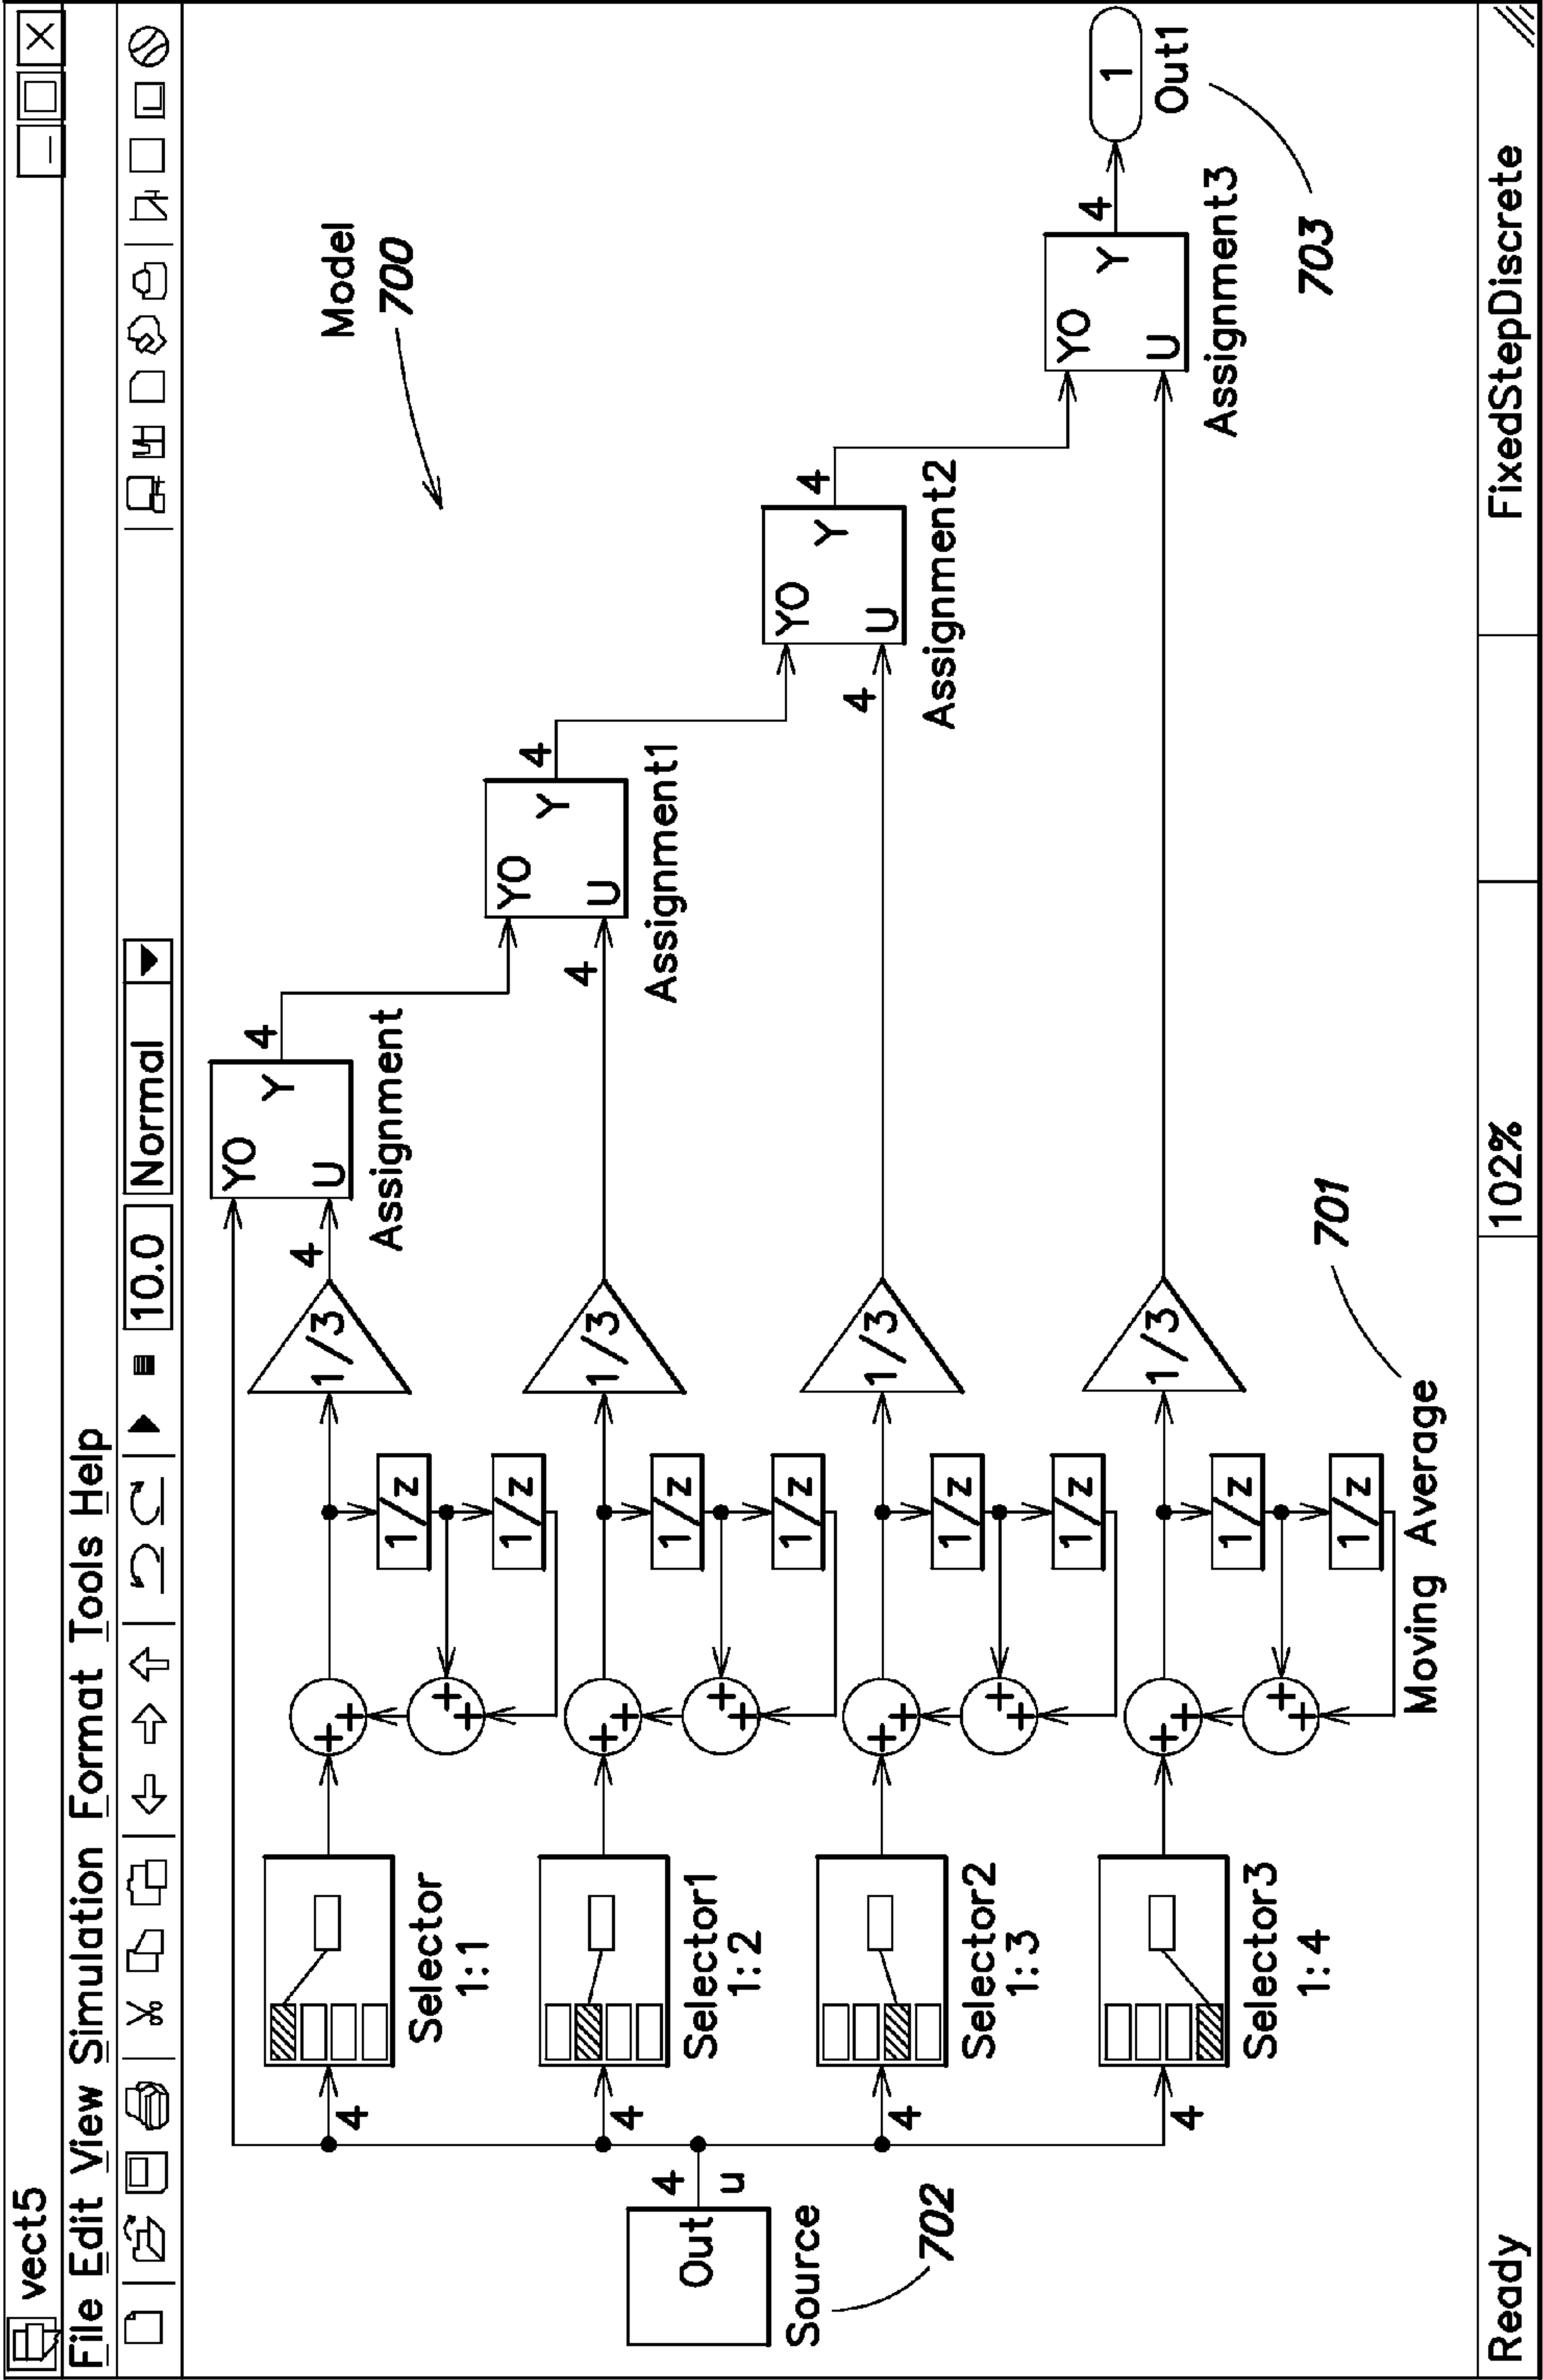 vect5
File Edit View Simulation Format Tools Help
10.0 Normal
Model
700
4
YO
Y
U
4
Assignment
4
Selector
1:1
+
+
+
+
1/z
1/z
1/3
4
YO
Y
U
4
Assignment1
4
Selector1
1:2
+
+
+
+
1/z
1/z
1/3
Out
4
u
Source
702
4
YO
Y
U
4
Assignment2
4
Selector2
1:3
+
+
+
+
1/z
1/z
1/3
YO
Y
U
4
Assignment3
1
Out1
703
4
Selector3
1:4
+
+
+
+
1/z
1/z
1/3
Moving Average
701
Ready
102%
FixedStepDiscrete